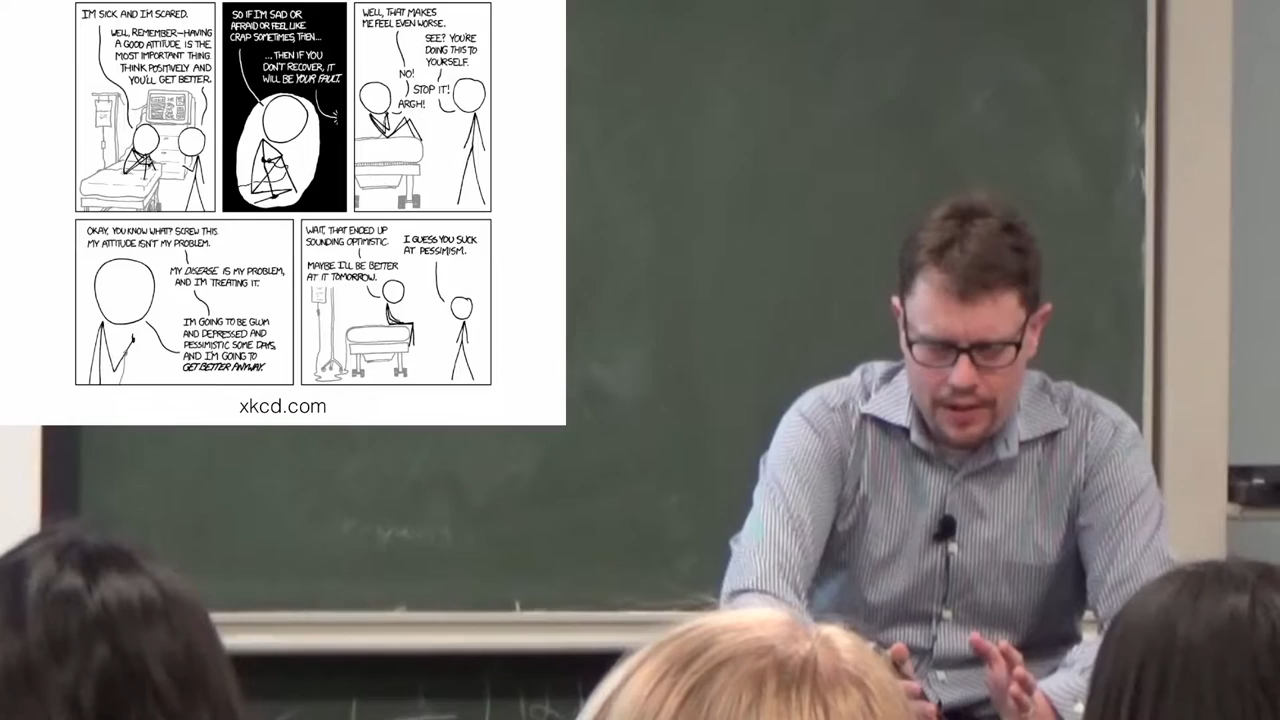 I'M SICK AND I'M SCARED.
WELL, REMEMBER—HAVING
A GOOD ATTITUDE IS THE
MOST IMPORTANT THING.
THINK POSITIVELY AND
YOU'LL GET BETTER.
SO IF I'M SAD OR
AFRAID OR FEEL LIKE
CRAP SOMETIMES, THEN...
...THEN IF YOU
DON'T RECOVER, IT
WILL BE YOUR FAULT.
WELL, THAT MAKES
ME FEEL EVEN WORSE.
SEE? YOU'RE
DOING THIS TO
YOURSELF.
NO!
STOP IT!
ARGH!
OKAY, YOU KNOW WHAT? SCREW THIS.
MY ATTITUDE ISN'T MY PROBLEM.
MY DISEASE IS MY PROBLEM,
AND I'M TREATING IT.
I'M GOING TO BE GLUM
AND DEPRESSED AND
PESSIMISTIC SOME DAYS,
AND I'M GOING TO
GET BETTER ANYWAY.
WAIT, THAT ENDED UP
SOUNDING OPTIMISTIC.
MAYBE I'LL BE BETTER
AT IT TOMORROW.
I GUESS YOU SUCK
AT PESSIMISM.
xkcd.com